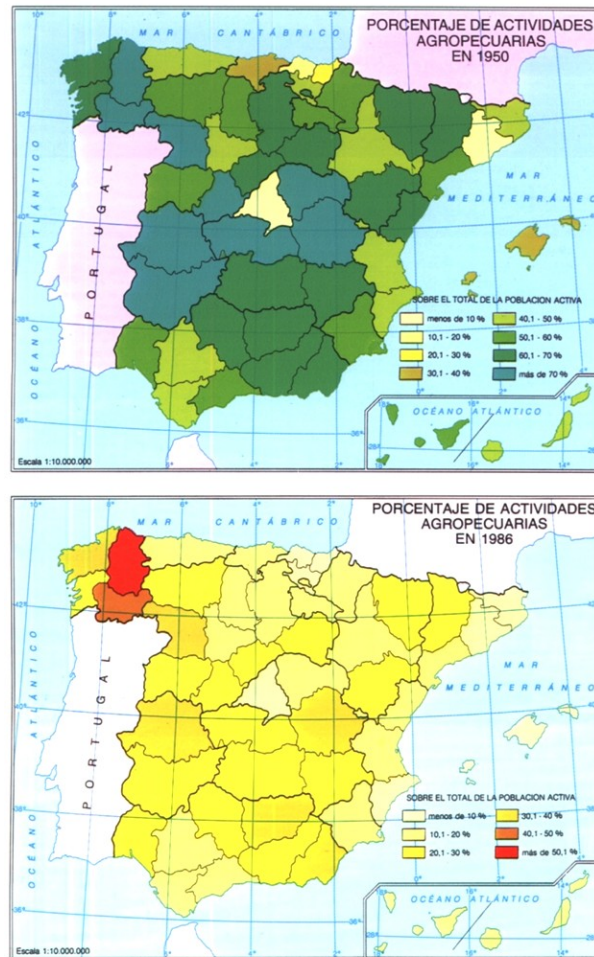 PORCENTAJE DE ACTIVIDADES
AGROPECUARIAS
EN 1950
MAR CANTÁBRICO
OCÉANO ATLÁNTICO
PORTUGAL
MAR
MEDITERRÁNEO
SOBRE EL TOTAL DE LA POBLACION ACTIVA
menos de 10 %
10,1 - 20 %
20,1 - 30 %
30,1 - 40 %
40,1 - 50 %
50,1 - 60 %
60,1 - 70 %
más de 70 %
OCÉANO ATLÁNTICO
Escala 1:10.000.000
PORCENTAJE DE ACTIVIDADES
AGROPECUARIAS
EN 1986
MAR CANTÁBRICO
OCÉANO ATLÁNTICO
PORTUGAL
MAR
MEDITERRÁNEO
SOBRE EL TOTAL DE LA POBLACION ACTIVA
menos de 10 %
10,1 - 20 %
20,1 - 30 %
30,1 - 40 %
40,1 - 50 %
más de 50,1 %
OCÉANO ATLÁNTICO
Escala 1:10.000.000